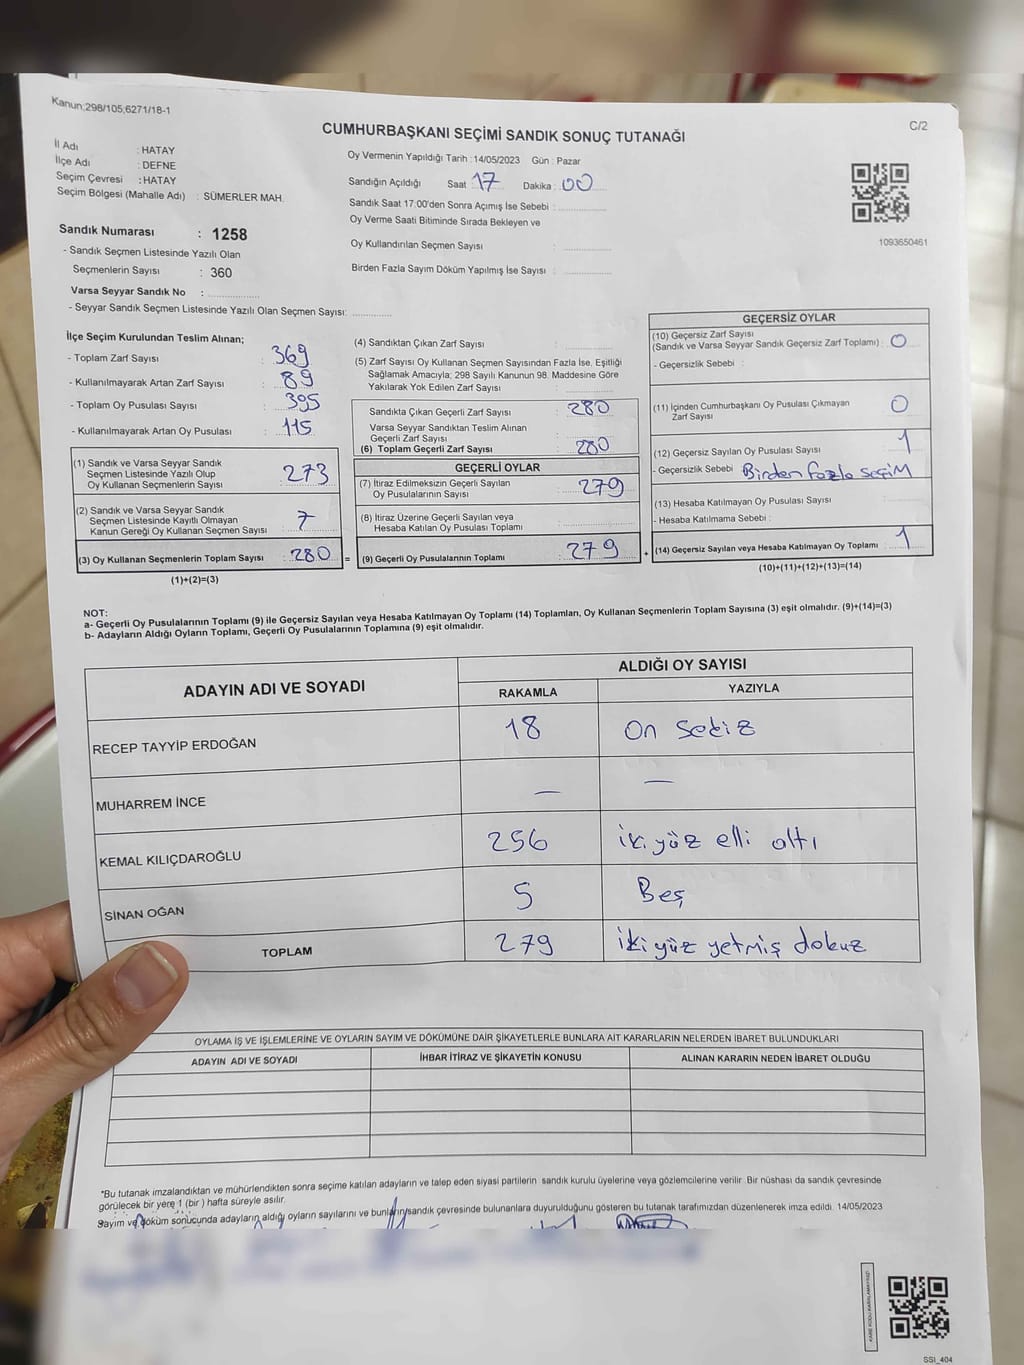 Kanun;298/105;6271/18-1
C/2
CUMHURBAŞKANI SEÇİMİ SANDIK SONUÇ TUTANAĞI
İl Adı : HATAY
İlçe Adı : DEFNE
Seçim Çevresi : HATAY
Seçim Bölgesi (Mahalle Adı) : SÜMERLER MAH.
Sandık Numarası : 1258
- Sandık Seçmen Listesinde Yazılı Olan
Seçmenlerin Sayısı : 360
Varsa Seyyar Sandık No :
- Seyyar Sandık Seçmen Listesinde Yazılı Olan Seçmen Sayısı:
Oy Vermenin Yapıldığı Tarih : 14/05/2023 Gün : Pazar
Sandığın Açıldığı Saat : 17 Dakika : 00
Sandık Saat 17:00'den Sonra Açımış İse Sebebi :
Oy Verme Saati Bitiminde Sırada Bekleyen ve
Oy Kullandırılan Seçmen Sayısı :
Birden Fazla Sayım Döküm Yapılmış İse Sayısı :
1093650461
İlçe Seçim Kurulundan Teslim Alınan;
- Toplam Zarf Sayısı : 369
- Kullanılmayarak Artan Zarf Sayısı : 89
- Toplam Oy Pusulası Sayısı : 395
- Kullanılmayarak Artan Oy Pusulası : 115
(1) Sandık ve Varsa Seyyar Sandık
Seçmen Listesinde Yazılı Olup
Oy Kullanan Seçmenlerin Sayısı : 273
(2) Sandık ve Varsa Seyyar Sandık
Seçmen Listesinde Kayıtlı Olmayan
Kanun Gereği Oy Kullanan Seçmen Sayısı : 7
(3) Oy Kullanan Seçmenlerin Toplam Sayısı : 280 =
(1)+(2)=(3)
(4) Sandıktan Çıkan Zarf Sayısı :
(5) Zarf Sayısı Oy Kullanan Seçmen Sayısından Fazla İse, Eşitliği
Sağlamak Amacıyla; 298 Sayılı Kanunun 98. Maddesine Göre
Yakılarak Yok Edilen Zarf Sayısı :
Sandıkta Çıkan Geçerli Zarf Sayısı : 280
Varsa Seyyar Sandıktan Teslim Alınan
Geçerli Zarf Sayısı :
(6) Toplam Geçerli Zarf Sayısı : 280
GEÇERLİ OYLAR
(7) İtiraz Edilmeksizin Geçerli Sayılan
Oy Pusulalarının Sayısı : 279
(8) İtiraz Üzerine Geçerli Sayılan veya
Hesaba Katılan Oy Pusulası Toplamı :
(9) Geçerli Oy Pusulalarının Toplamı : 279 +
GEÇERSİZ OYLAR
(10) Geçersiz Zarf Sayısı
(Sandık ve Varsa Seyyar Sandık Geçersiz Zarf Toplamı) : 0
- Geçersizlik Sebebi :
(11) İçinden Cumhurbaşkanı Oy Pusulası Çıkmayan
Zarf Sayısı : 0
(12) Geçersiz Sayılan Oy Pusulası Sayısı : 1
- Geçersizlik Sebebi : Birden fazla seçim
(13) Hesaba Katılmayan Oy Pusulası Sayısı :
- Hesaba Katılmama Sebebi :
(14) Geçersiz Sayılan veya Hesaba Katılmayan Oy Toplamı : 1
(10)+(11)+(12)+(13)=(14)
NOT:
a- Geçerli Oy Pusulalarının Toplamı (9) ile Geçersiz Sayılan veya Hesaba Katılmayan Oy Toplamı (14) Toplamları, Oy Kullanan Seçmenlerin Toplam Sayısına (3) eşit olmalıdır. (9)+(14)=(3)
b- Adayların Aldığı Oyların Toplamı, Geçerli Oy Pusulalarının Toplamına (9) eşit olmalıdır.
ADAYIN ADI VE SOYADI
ALDIĞI OY SAYISI
RAKAMLA YAZIYLA
RECEP TAYYİP ERDOĞAN 18 On Sekiz
MUHARREM İNCE — —
KEMAL KILIÇDAROĞLU 256 iki yüz elli altı
SİNAN OĞAN 5 Beş
TOPLAM 279 iki yüz yetmiş dokuz
OYLAMA İŞ VE İŞLEMLERİNE VE OYLARIN SAYIM VE DÖKÜMÜNE DAİR ŞİKAYETLERLE BUNLARA AİT KARARLARIN NELERDEN İBARET BULUNDUKLARI
ADAYIN ADI VE SOYADI İHBAR İTİRAZ VE ŞİKAYETİN KONUSU ALINAN KARARIN NEDEN İBARET OLDUĞU
*Bu tutanak imzalandıktan ve mühürlendikten sonra seçime katılan adayların ve talep eden siyasi partilerin sandık kurulu üyelerine veya gözlemcilerine verilir. Bir nüshası da sandık çevresinde
görülecek bir yere 1 (bir ) hafta süreyle asılır.
Sayım ve döküm sonucunda adayların aldığı oyların sayılarını ve bunların sandık çevresinde bulunanlara duyurulduğunu gösteren bu tutanak tarafımızdan düzenlenerek imza edildi. 14/05/2023
SSI_404